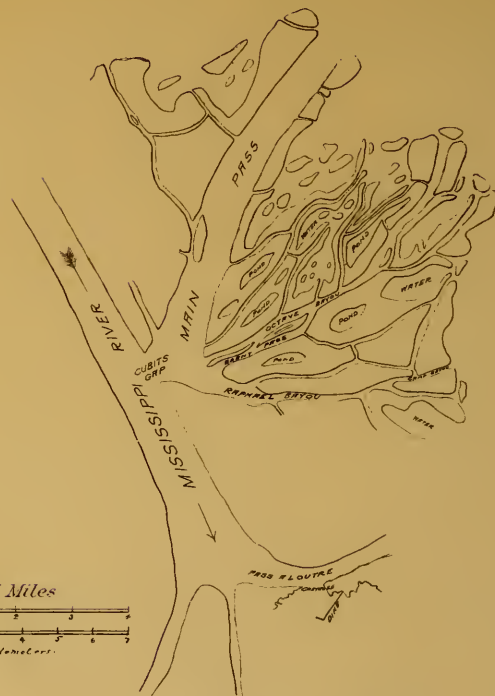 PASS
MAIN
RIVER
CUBITS
GAP
MISSISSIPPI
WATER
POND
POND
POND
OCTAVE
BAYOU
POND
WATER
PASS
POND
RAPHAEL BAYOU
WATER
PASS A LOUTRE
Miles
2 3 4
4 5 6 7